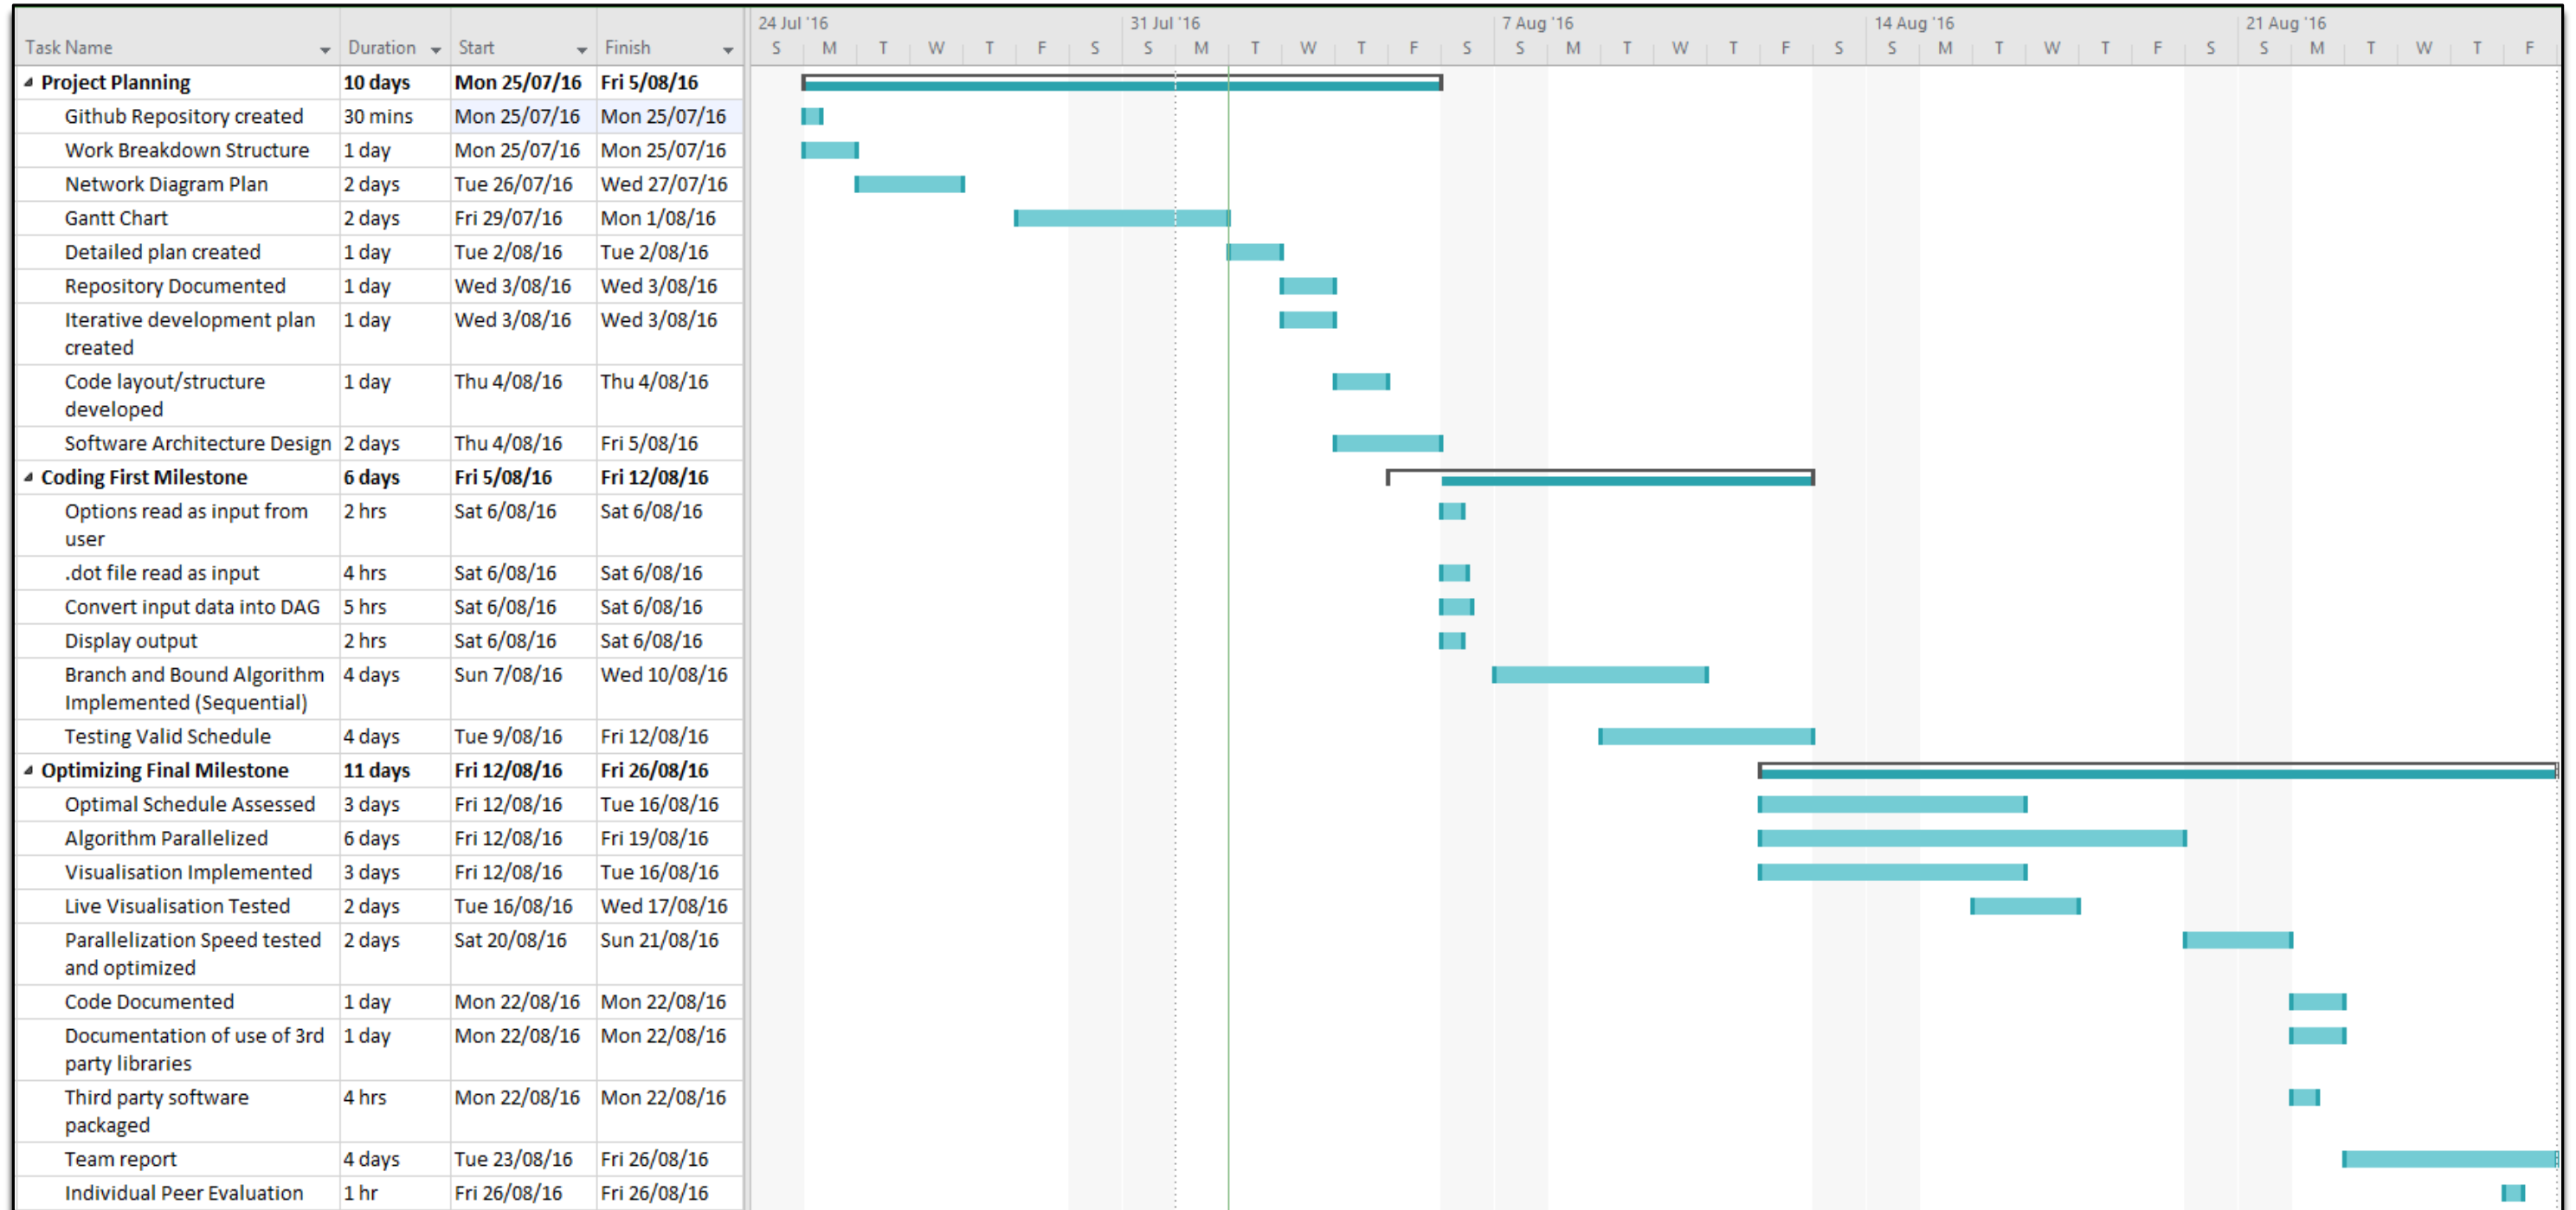 24 Jul '16 31 Jul '16 7 Aug '16 14 Aug '16 21 Aug '16
Task Name Duration Start Finish S M T W T F S S M T W T F S S M T W T F S S M T W T F S S M T W T F
Project Planning 10 days Mon 25/07/16 Fri 5/08/16
Github Repository created 30 mins Mon 25/07/16 Mon 25/07/16
Work Breakdown Structure 1 day Mon 25/07/16 Mon 25/07/16
Network Diagram Plan 2 days Tue 26/07/16 Wed 27/07/16
Gantt Chart 2 days Fri 29/07/16 Mon 1/08/16
Detailed plan created 1 day Tue 2/08/16 Tue 2/08/16
Repository Documented 1 day Wed 3/08/16 Wed 3/08/16
Iterative development plan 1 day Wed 3/08/16 Wed 3/08/16
created
Code layout/structure 1 day Thu 4/08/16 Thu 4/08/16
developed
Software Architecture Design 2 days Thu 4/08/16 Fri 5/08/16
Coding First Milestone 6 days Fri 5/08/16 Fri 12/08/16
Options read as input from 2 hrs Sat 6/08/16 Sat 6/08/16
user
.dot file read as input 4 hrs Sat 6/08/16 Sat 6/08/16
Convert input data into DAG 5 hrs Sat 6/08/16 Sat 6/08/16
Display output 2 hrs Sat 6/08/16 Sat 6/08/16
Branch and Bound Algorithm 4 days Sun 7/08/16 Wed 10/08/16
Implemented (Sequential)
Testing Valid Schedule 4 days Tue 9/08/16 Fri 12/08/16
Optimizing Final Milestone 11 days Fri 12/08/16 Fri 26/08/16
Optimal Schedule Assessed 3 days Fri 12/08/16 Tue 16/08/16
Algorithm Parallelized 6 days Fri 12/08/16 Fri 19/08/16
Visualisation Implemented 3 days Fri 12/08/16 Tue 16/08/16
Live Visualisation Tested 2 days Tue 16/08/16 Wed 17/08/16
Parallelization Speed tested 2 days Sat 20/08/16 Sun 21/08/16
and optimized
Code Documented 1 day Mon 22/08/16 Mon 22/08/16
Documentation of use of 3rd 1 day Mon 22/08/16 Mon 22/08/16
party libraries
Third party software 4 hrs Mon 22/08/16 Mon 22/08/16
packaged
Team report 4 days Tue 23/08/16 Fri 26/08/16
Individual Peer Evaluation 1 hr Fri 26/08/16 Fri 26/08/16